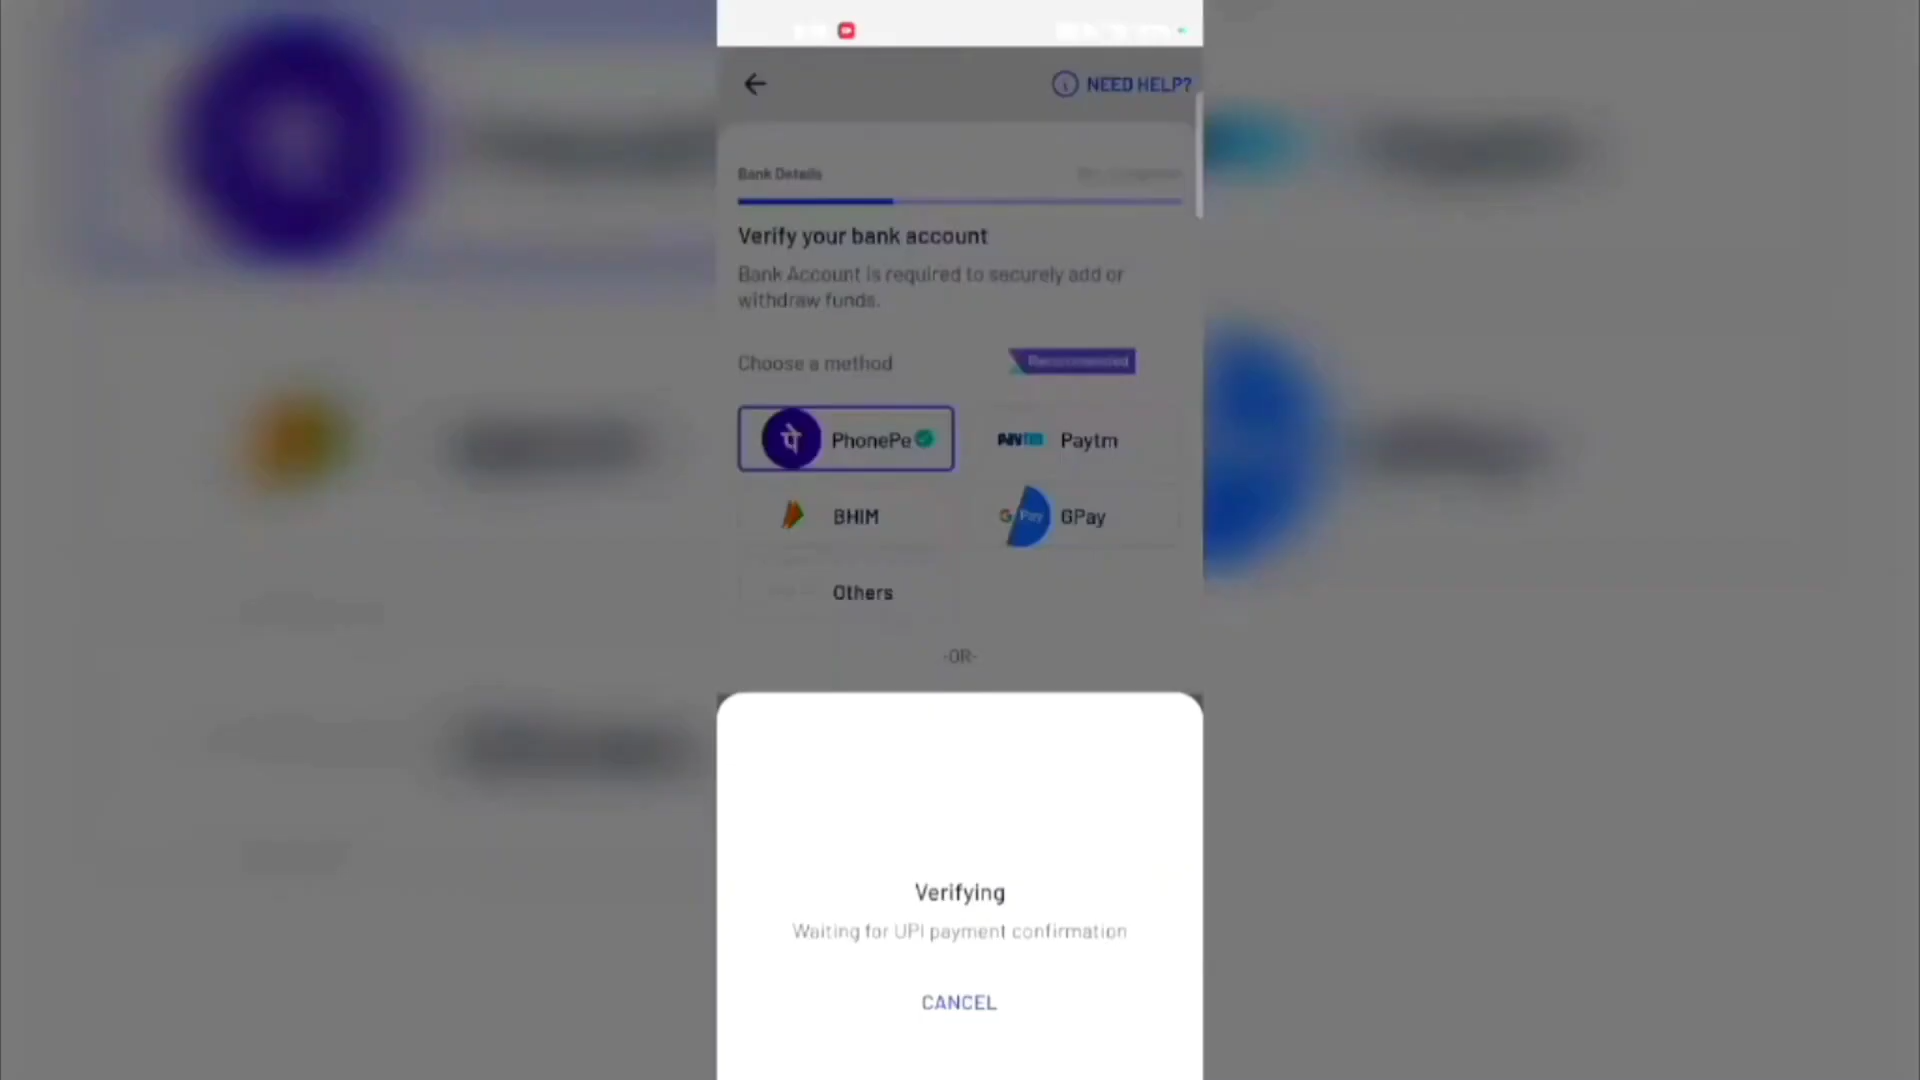 NEED HELP?
Bank Details
Verify your bank account
Bank Account is required to securely add or
withdraw funds.
Choose a method
Recommended
पे PhonePe
Paytm
BHIM
G Pay GPay
Others
-OR-
Verifying
Waiting for UPI payment confirmation
CANCEL